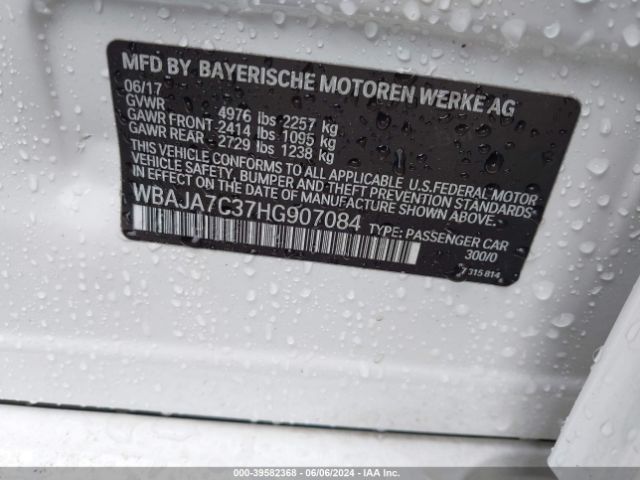 MFD BY BAYERISCHE MOTOREN WERKE AG
06/17
GVWR 4976 lbs 2257 kg
GAWR FRONT 2414 lbs 1095 kg
GAWR REAR 2729 lbs 1238 kg
THIS VEHICLE CONFORMS TO ALL APPLICABLE U.S. FEDERAL MOTOR
VEHICLE SAFETY, BUMPER AND THEFT PREVENTION STANDARDS
IN EFFECT ON THE DATE OF MANUFACTURE SHOWN ABOVE.
WBAJA7C37HG907084 TYPE: PASSENGER CAR
300/0
7 315 814
000-39582368 - 06/06/2024 - IAA Inc.